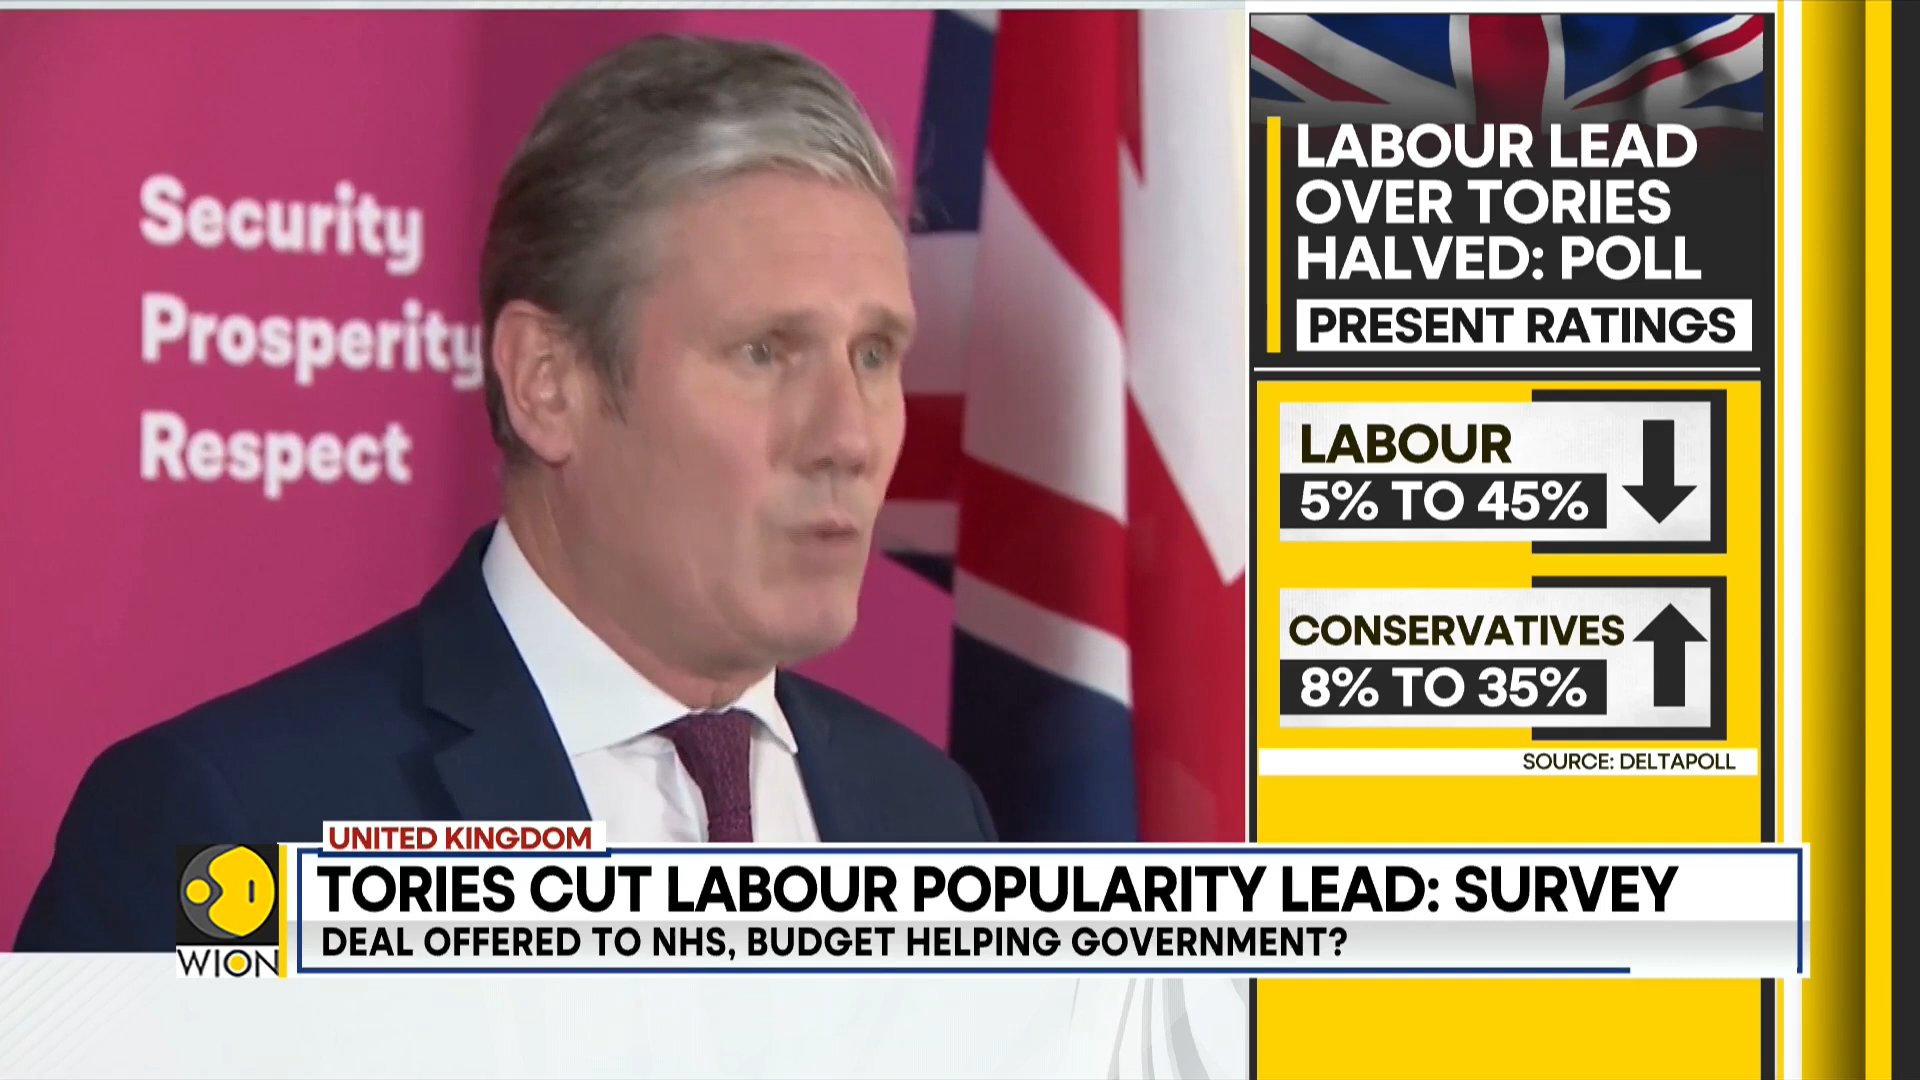 Security
Prosperity
Respect
LABOUR LEAD
OVER TORIES
HALVED: POLL
PRESENT RATINGS
LABOUR
5% TO 45%
CONSERVATIVES
8% TO 35%
SOURCE: DELTAPOLL
UNITED KINGDOM
TORIES CUT LABOUR POPULARITY LEAD: SURVEY
DEAL OFFERED TO NHS, BUDGET HELPING GOVERNMENT?
WION